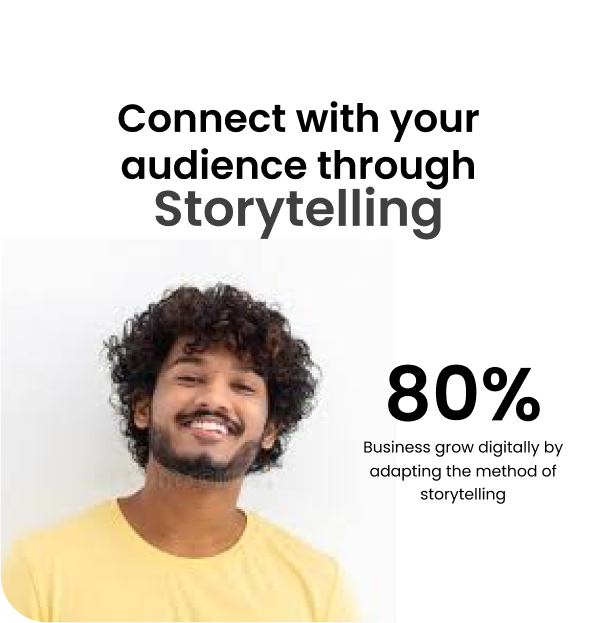 Connect with your
audience through
Storytelling
80%
Business grow digitally by
adapting the method of
storytelling